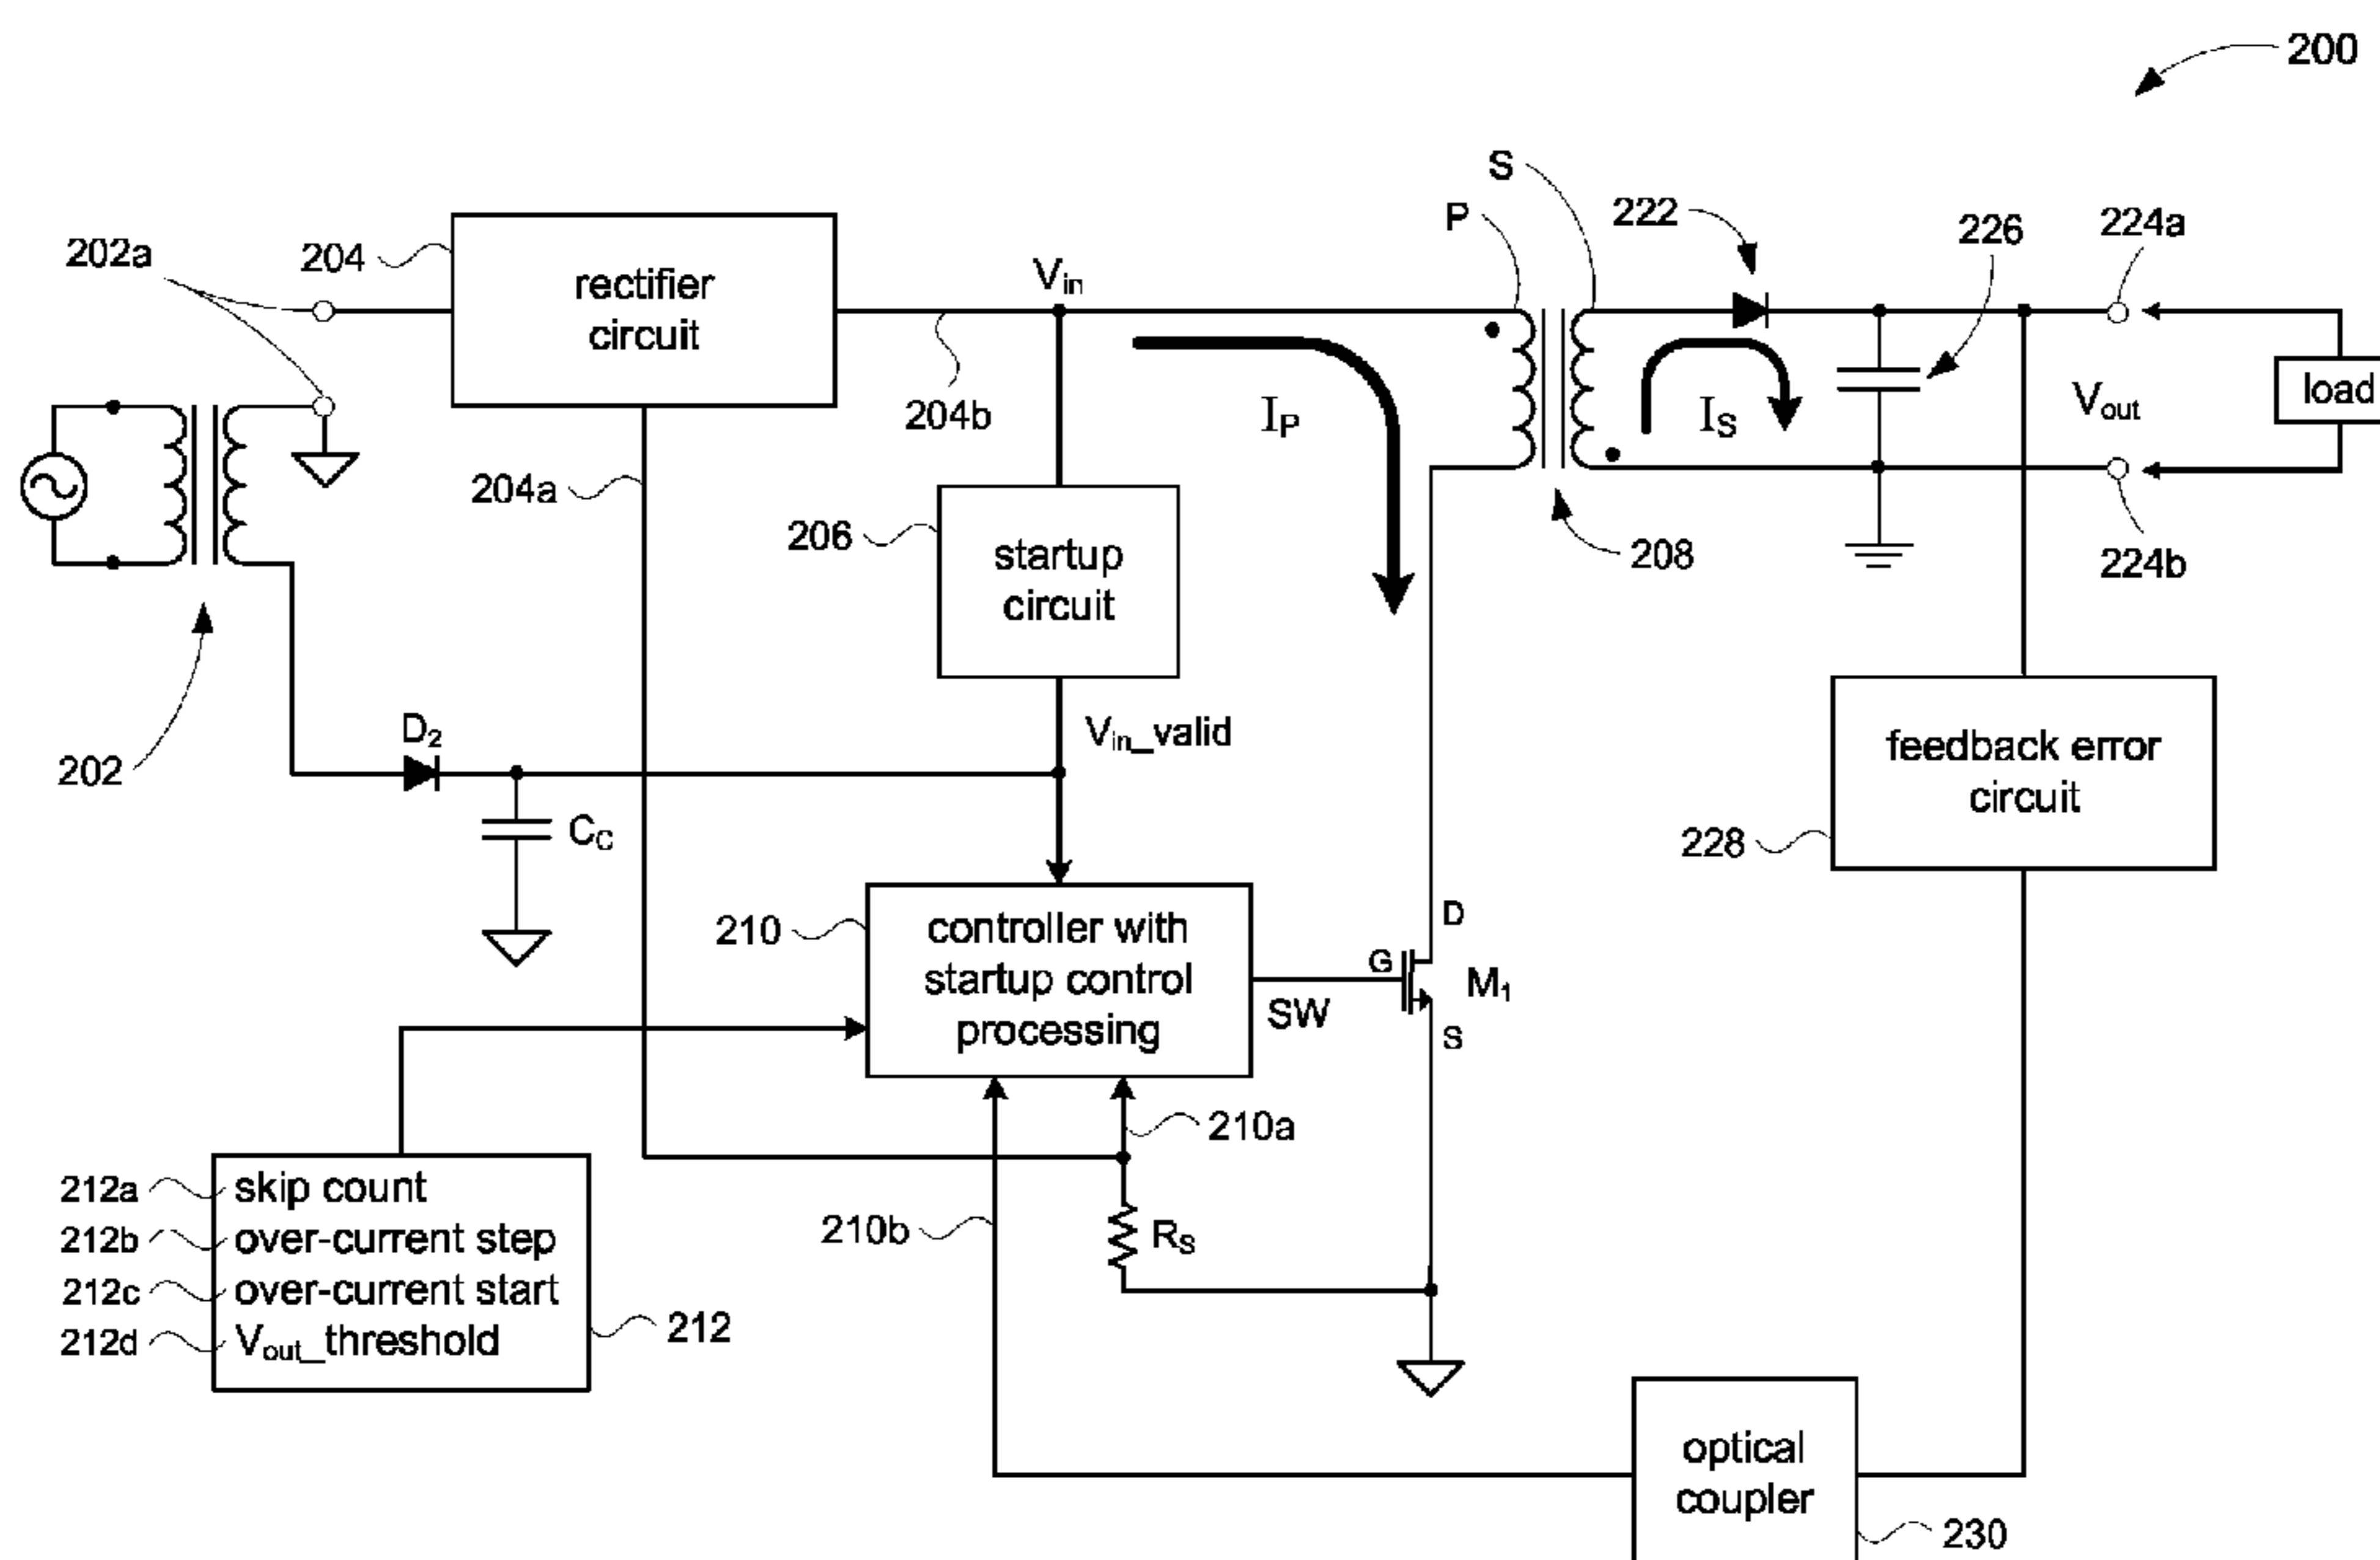 200
S
P
222
226
224a
202a
204
rectifier
circuit
Vin
204b
IP
IS
Vout
load
204a
206
startup
circuit
208
224b
202
D2
Vin_valid
feedback error
circuit
228
CC
210
controller with
startup control
processing
SW
G
D
M1
S
210a
210b
RS
212a
skip count
212b
over-current step
212c
over-current start
212d
Vout_threshold
212
optical
coupler
230